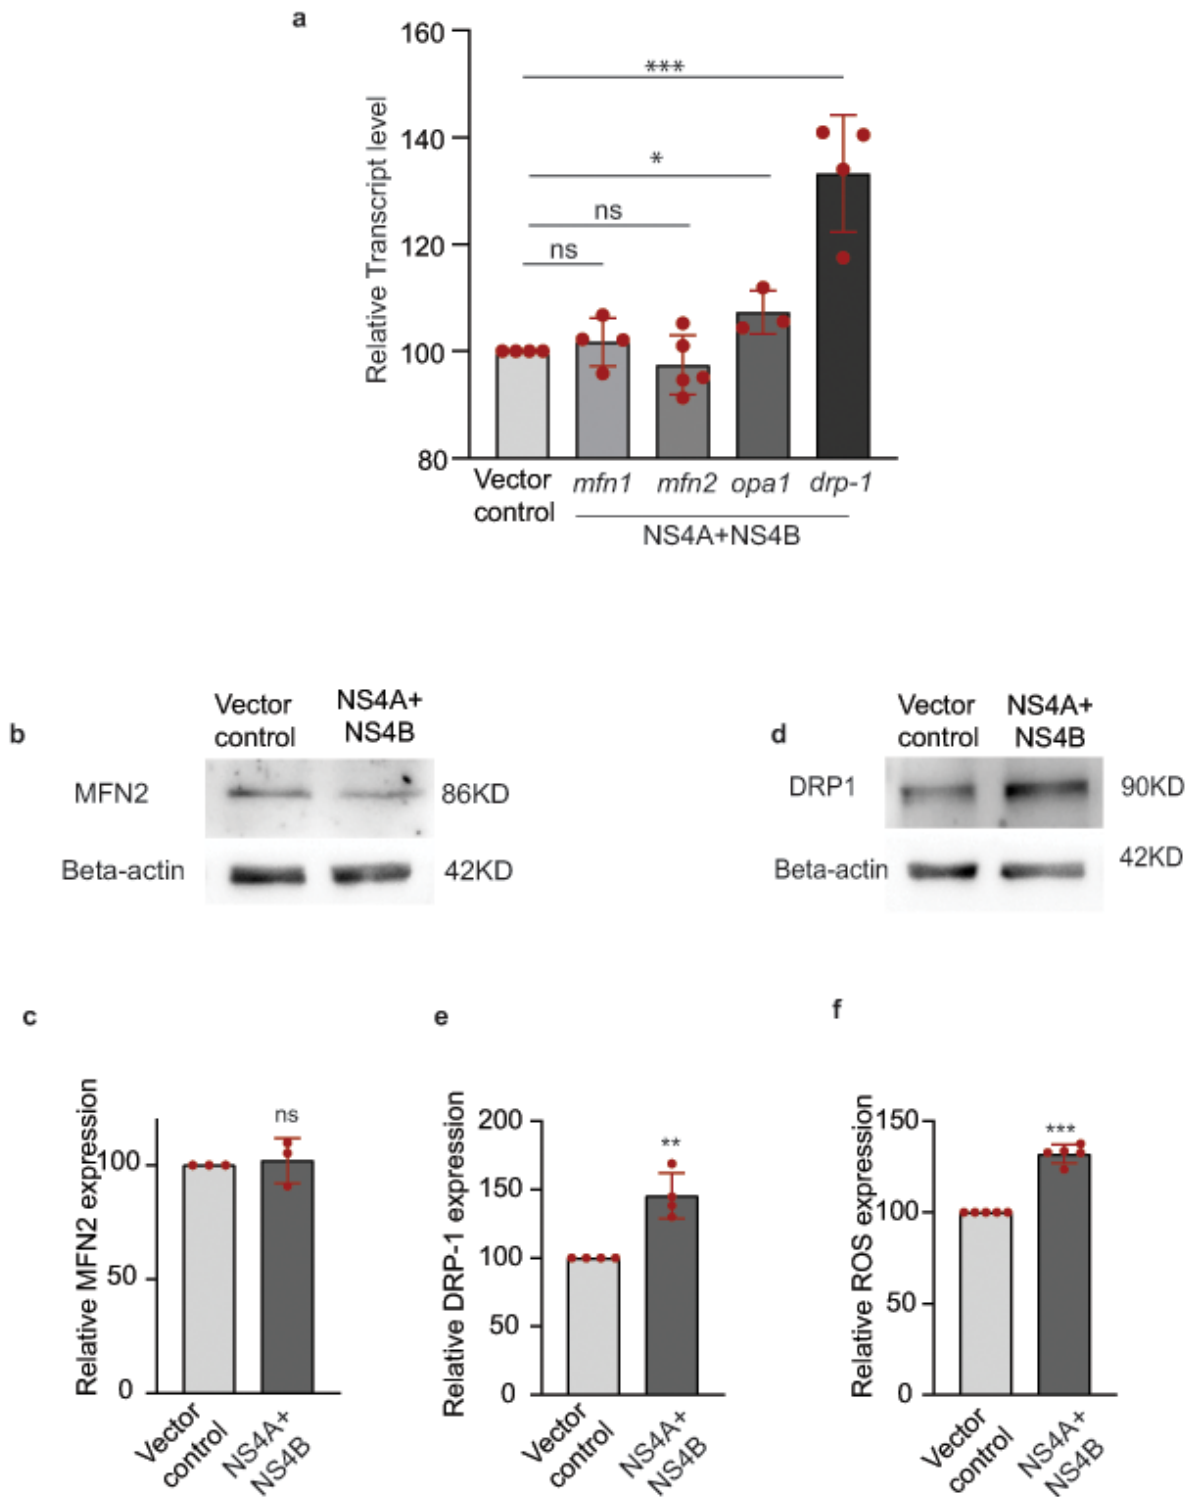 a
160
140
120
100
80
Relative Transcript level
***
*
ns
ns
Vector
control
mfn1
mfn2
opa1
drp-1
NS4A+NS4B
b
Vector
control
NS4A+
NS4B
MFN2
86KD
Beta-actin
42KD
d
Vector
control
NS4A+
NS4B
DRP1
90KD
Beta-actin
42KD
c
Relative MFN2 expression
100
50
0
ns
Vector
control
NS4A+
NS4B
e
Relative DRP-1 expression
200
150
100
50
0
**
Vector
control
NS4A+
NS4B
f
Relative ROS expression
150
100
50
0
***
Vector
control
NS4A+
NS4B